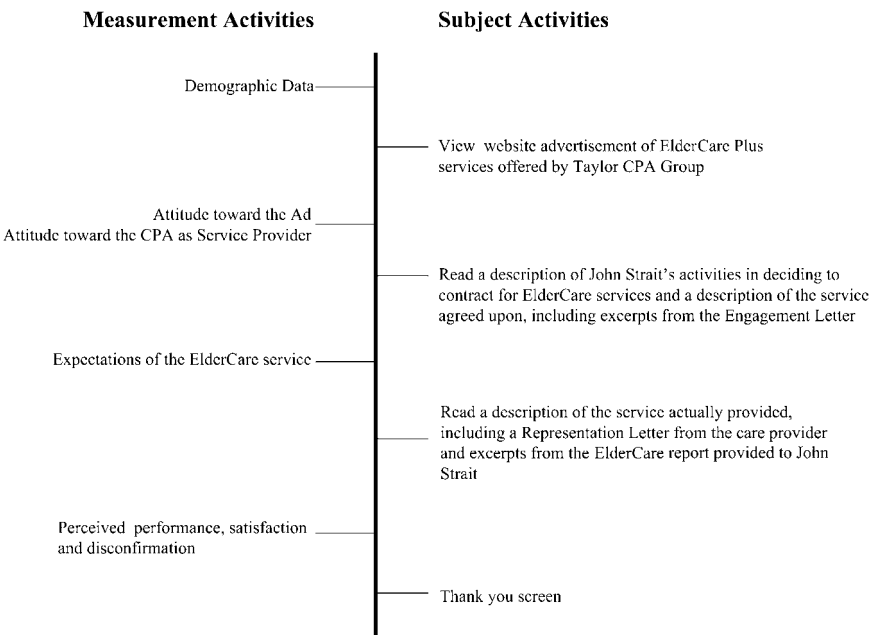 Measurement Activities
Subject Activities
Demographic Data
View website advertisement of ElderCare Plus
services offered by Taylor CPA Group
Attitude toward the Ad
Attitude toward the CPA as Service Provider
Read a description of John Strait's activities in deciding to
contract for ElderCare services and a description of the service
agreed upon, including excerpts from the Engagement Letter
Expectations of the ElderCare service
Read a description of the service actually provided,
including a Representation Letter from the care provider
and excerpts from the ElderCare report provided to John
Strait
Perceived performance, satisfaction
and disconfirmation
Thank you screen